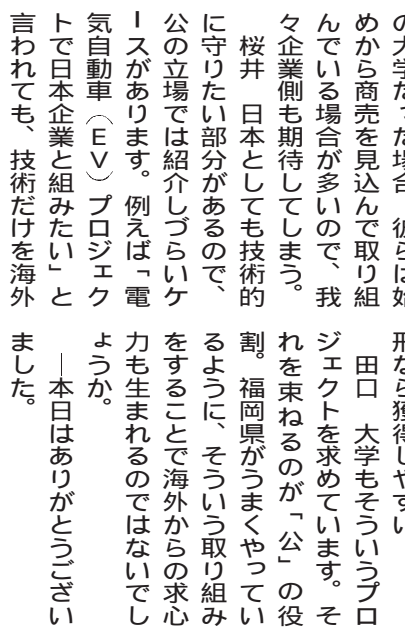 の大学だった場合、彼らは始
めから商売を見込んで取り組
んでいる場合が多いので、我
々企業側も期待してしまう。
桜井　日本としても技術的
に守りたい部分があるので、
公の立場では紹介しづらいケ
ースがあります。例えば「電
気自動車（ＥＶ）プロジェク
トで日本企業と組みたい」と
言われても、技術だけを海外
形なら獲得しやすい
田口　大学もそういうプロ
ジェクトを求めています。そ
れを束ねるのが「公」の役
割。福岡県がうまくやってい
るように、そういう取り組み
をすることで海外からの求心
力も生まれるのではないでし
ょうか。
―本日はありがとうござい
ました。